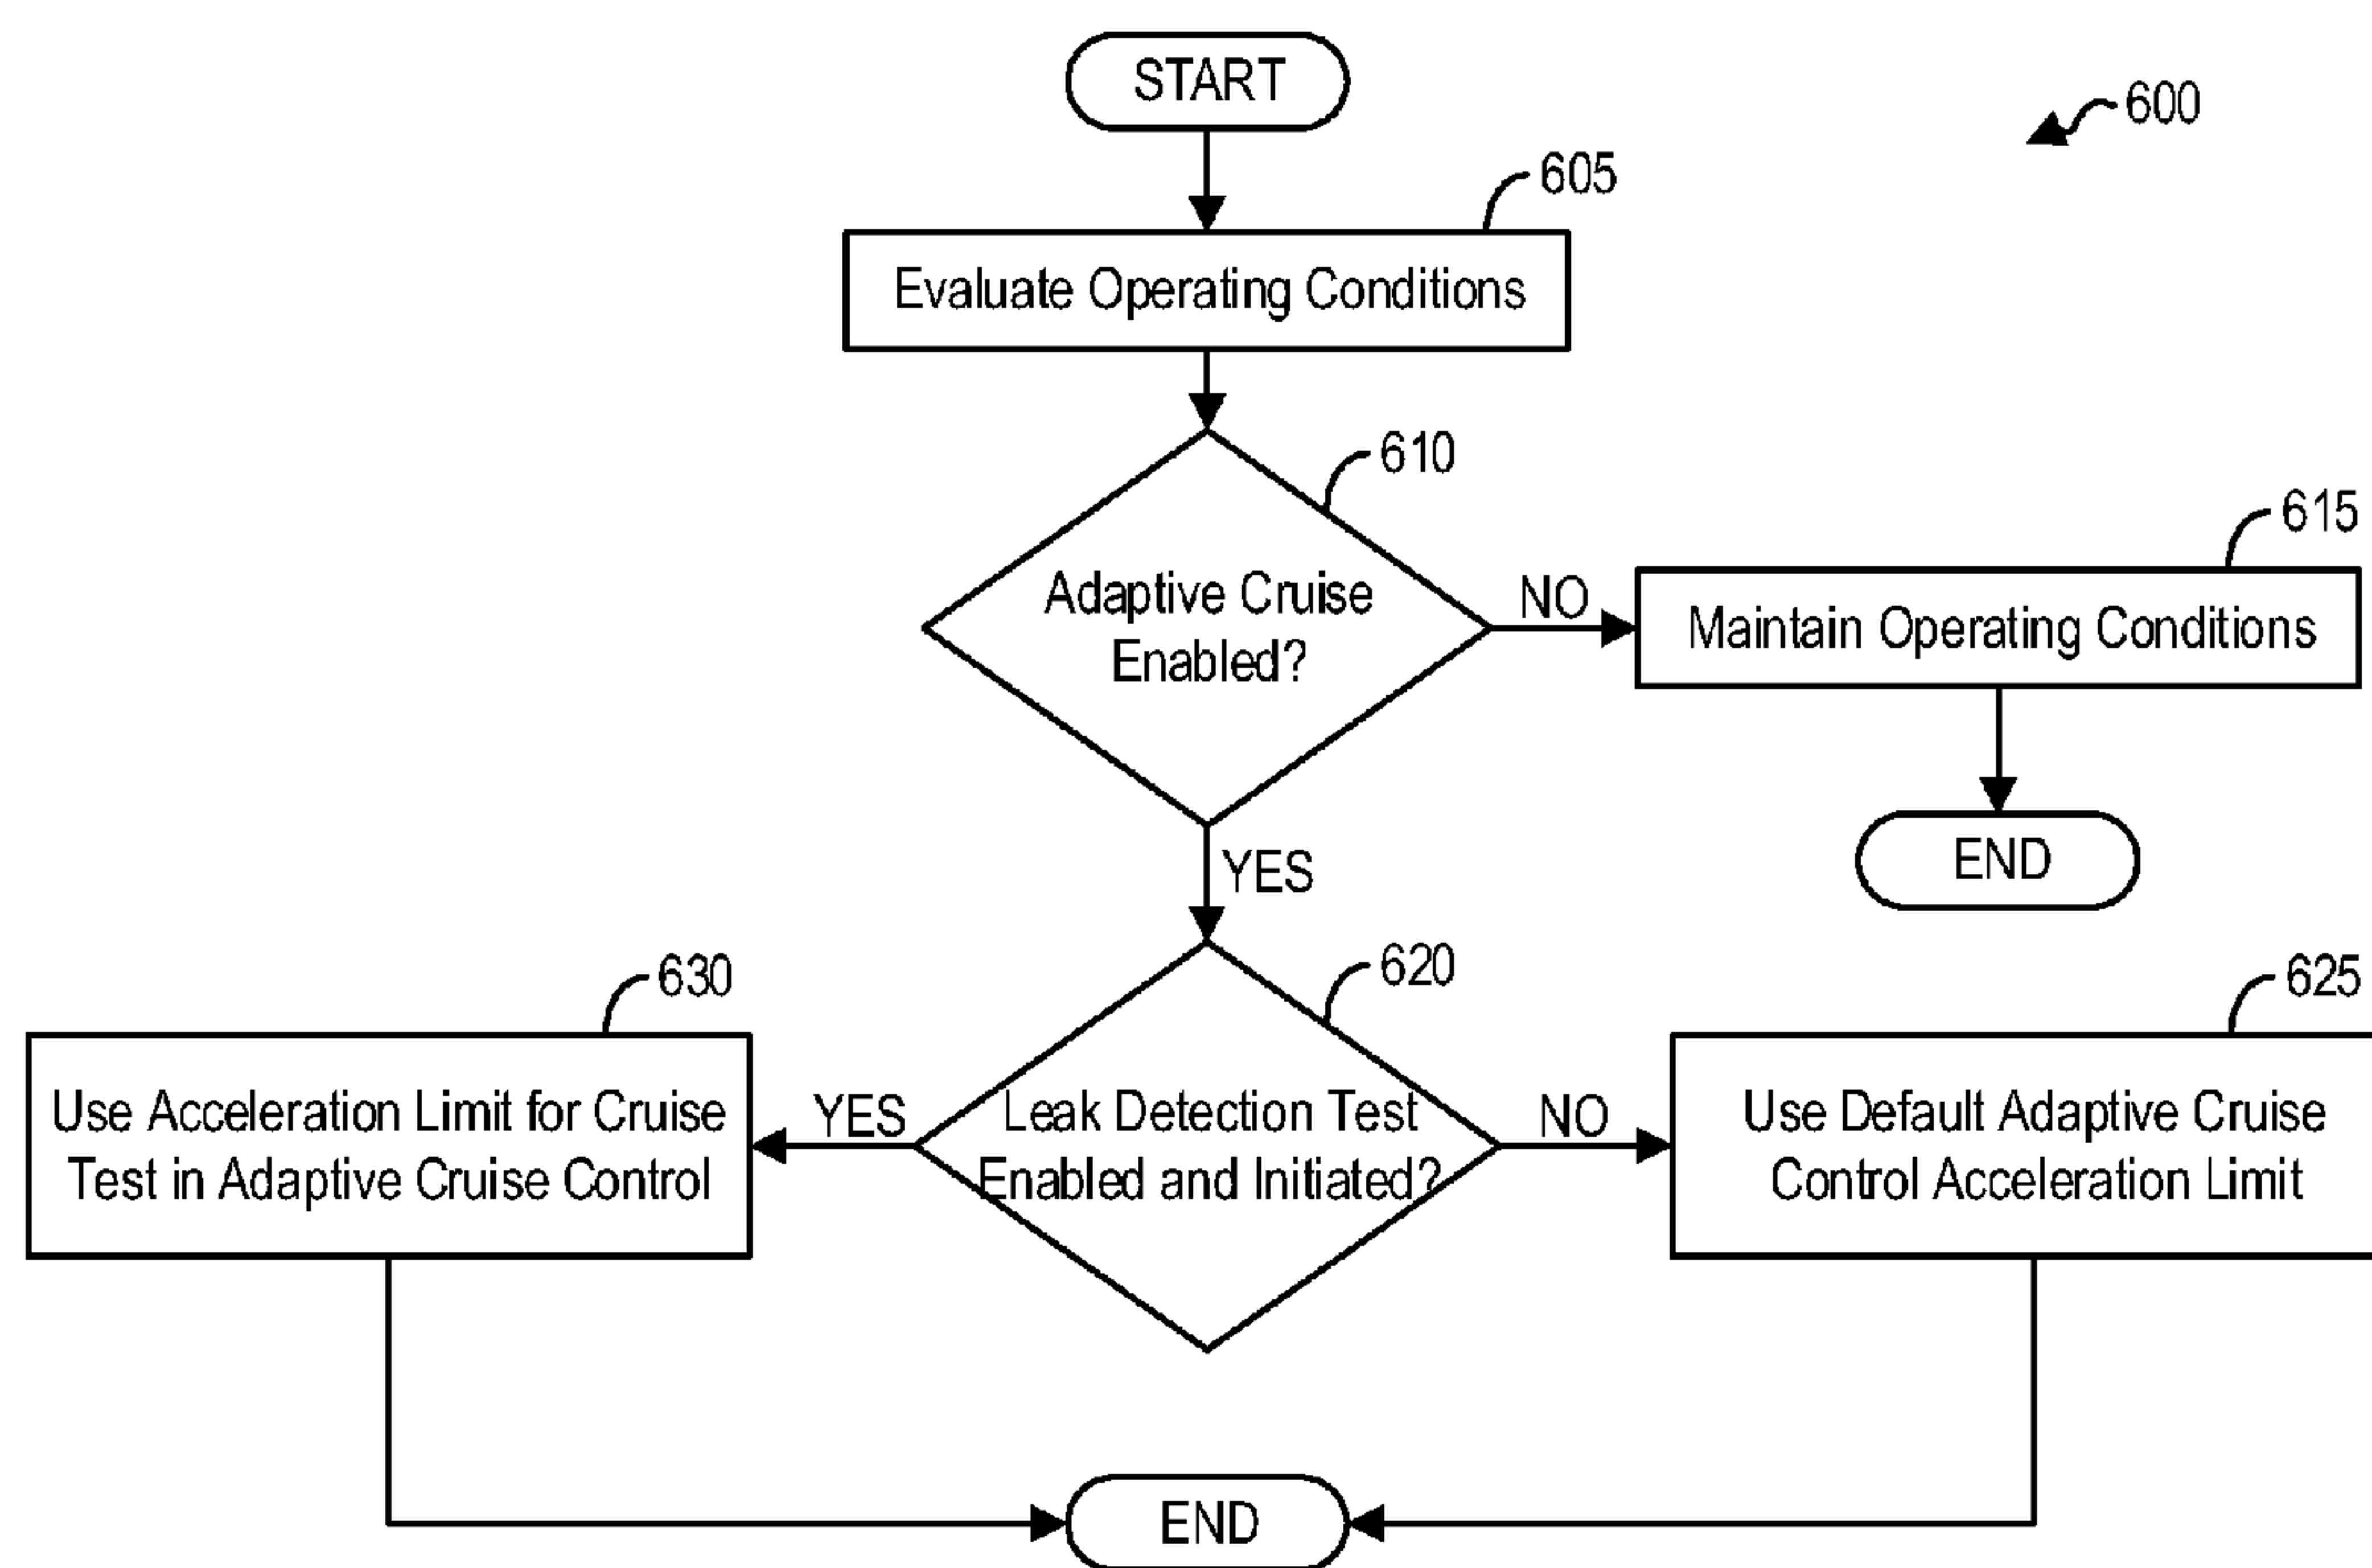 START
600
605
Evaluate Operating Conditions
610
Adaptive Cruise
Enabled?
NO
615
Maintain Operating Conditions
END
YES
620
Leak Detection Test
Enabled and Initiated?
YES
630
Use Acceleration Limit for Cruise
Test in Adaptive Cruise Control
NO
625
Use Default Adaptive Cruise
Control Acceleration Limit
END